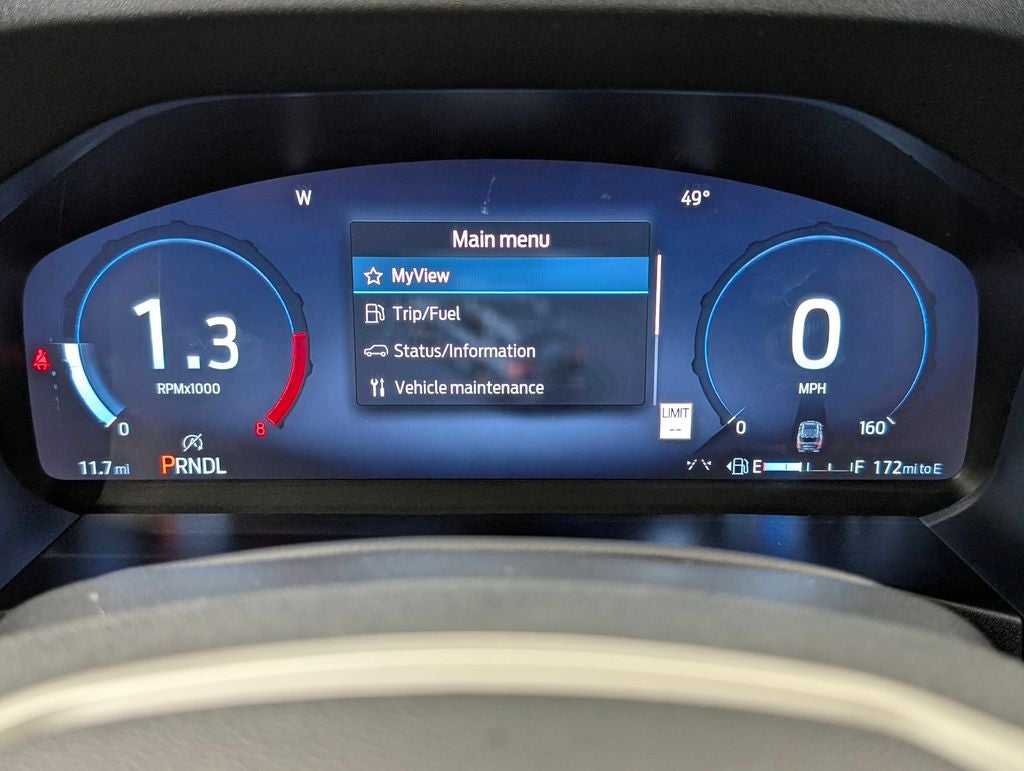 W
49°
Main menu
MyView
Trip/Fuel
Status/Information
Vehicle maintenance
1.3
RPMx1000
0
8
0
MPH
0
160
LIMIT
--
11.7 mi
PRNDL
E
F
172 mi to E